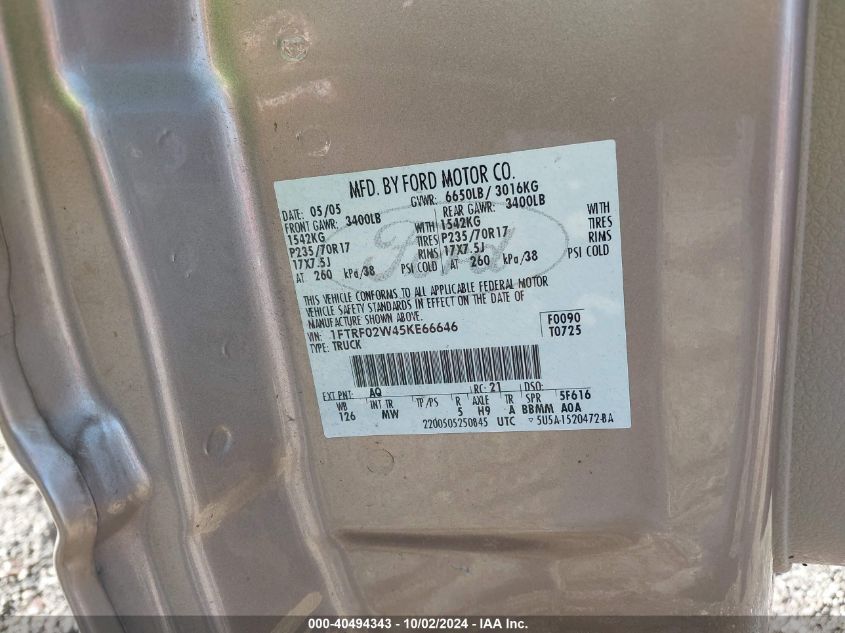 MFD. BY FORD MOTOR CO.
DATE: 05/05 GVWR: 6650LB/ 3016KG
FRONT GAWR: 3400LB REAR GAWR: 3400LB
1542KG WITH 1542KG WITH
P235/70R17 TIRES P235/70R17 TIRES
17X7.5J RIMS 17X7.5J RIMS
AT 260 kPa/38 PSI COLD AT 260 kPa/38 PSI COLD
Ford
THIS VEHICLE CONFORMS TO ALL APPLICABLE FEDERAL MOTOR
VEHICLE SAFETY STANDARDS IN EFFECT ON THE DATE OF
MANUFACTURE SHOWN ABOVE.
VIN: 1FTRF02W45KE66646 F0090
TYPE: TRUCK T0725
EXT PNT: AQ RC: 21 DSO:
WB INT TR TP/PS R AXLE TR SPR 5F616
126 MW 5 H9 A BBMM A0A
2200505250845 UTC ▽ 5U5A-1520472-BA
000-40494343 - 10/02/2024 - IAA Inc.